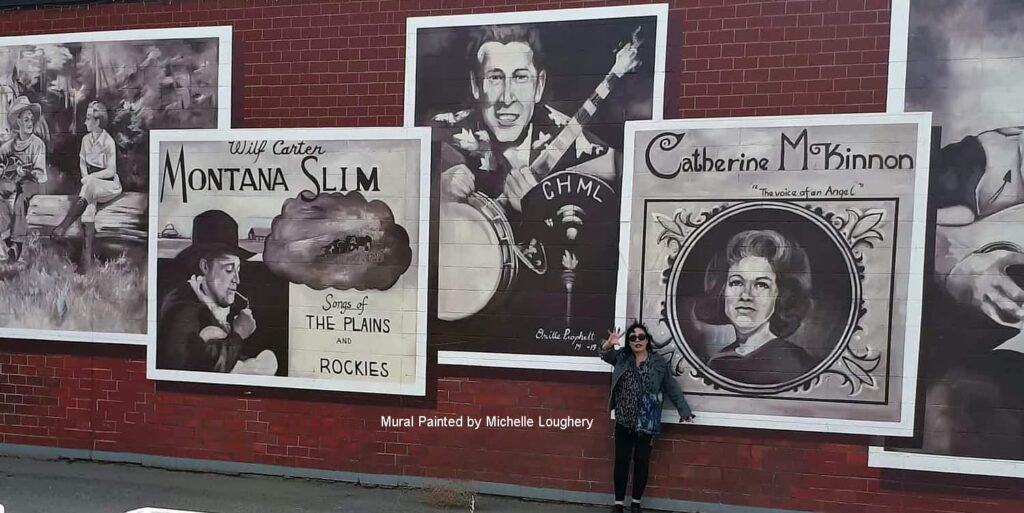 Wilf Carter
MONTANA SLIM
Songs of
THE PLAINS
AND
ROCKIES
CHML
Orville Prophett
Catherine McKinnon
"The voice of an Angel"
Mural Painted by Michelle Loughery